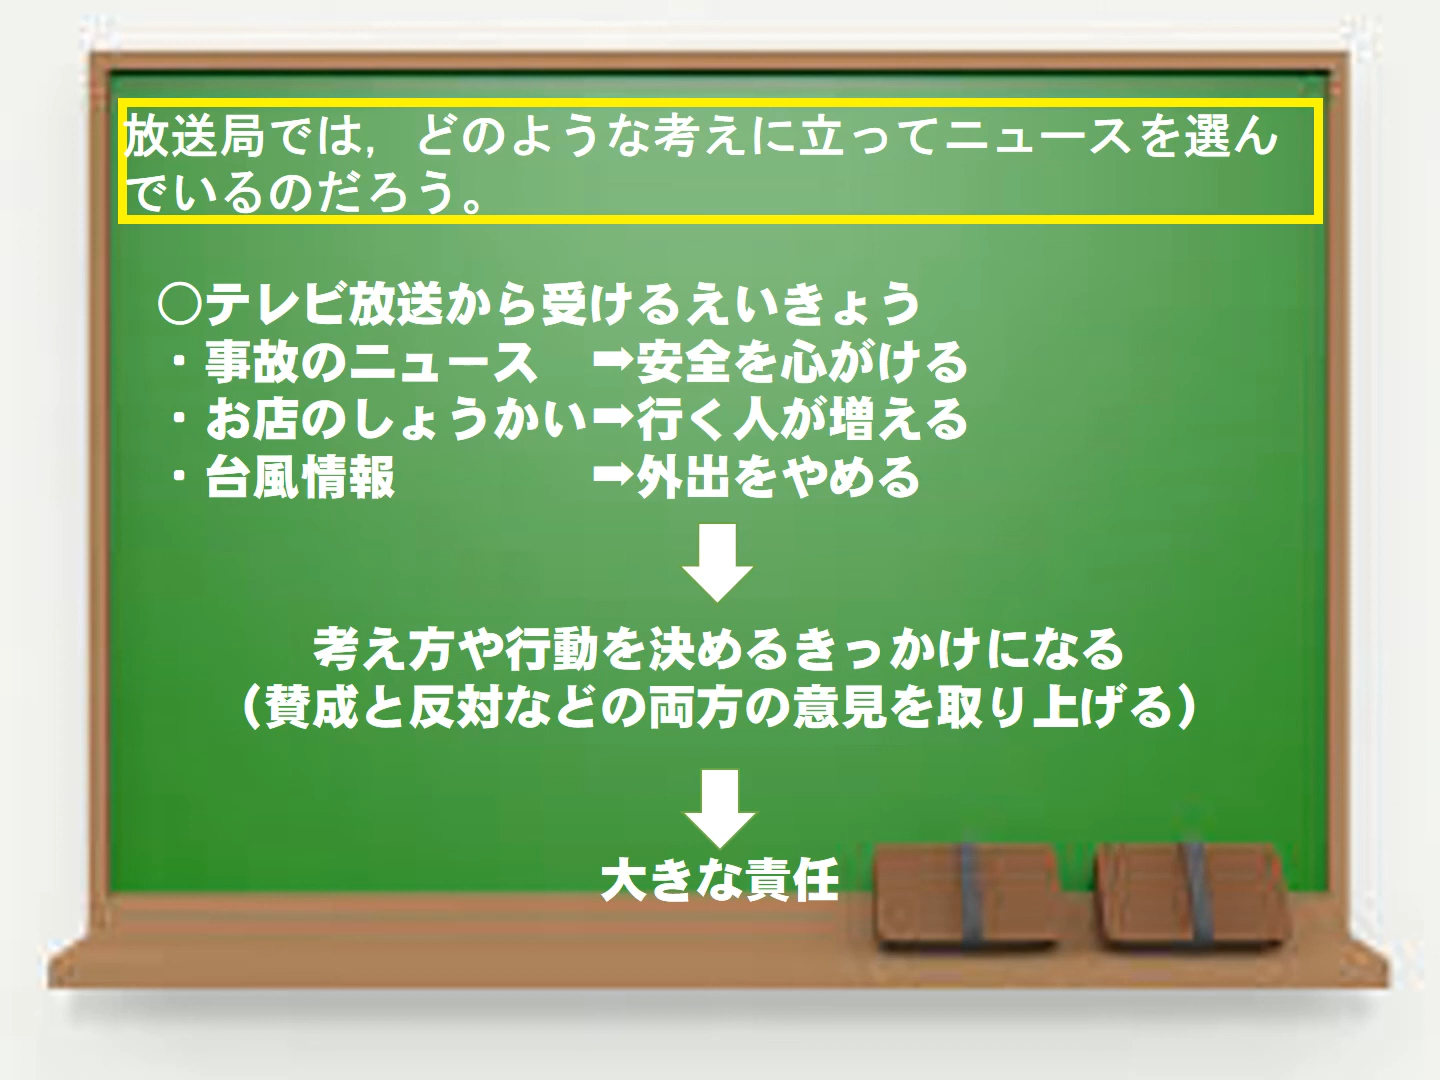 放送局では，どのような考えに立ってニュースを選ん
でいるのだろう。
○テレビ放送から受けるえいきょう
・事故のニュース　➡安全を心がける
・お店のしょうかい➡行く人が増える
・台風情報　　　　➡外出をやめる
考え方や行動を決めるきっかけになる
（賛成と反対などの両方の意見を取り上げる）
大きな責任